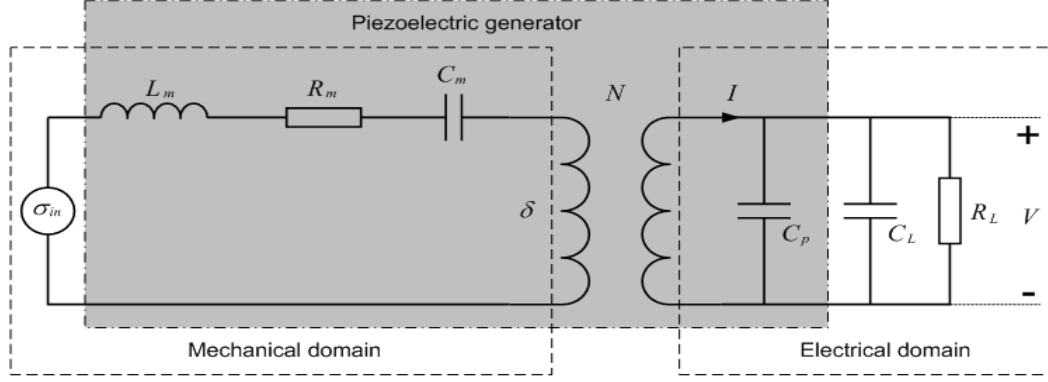 Piezoelectric generator
L_m R_m C_m N I
+
σ_in δ C_p C_L R_L V
-
Mechanical domain Electrical domain